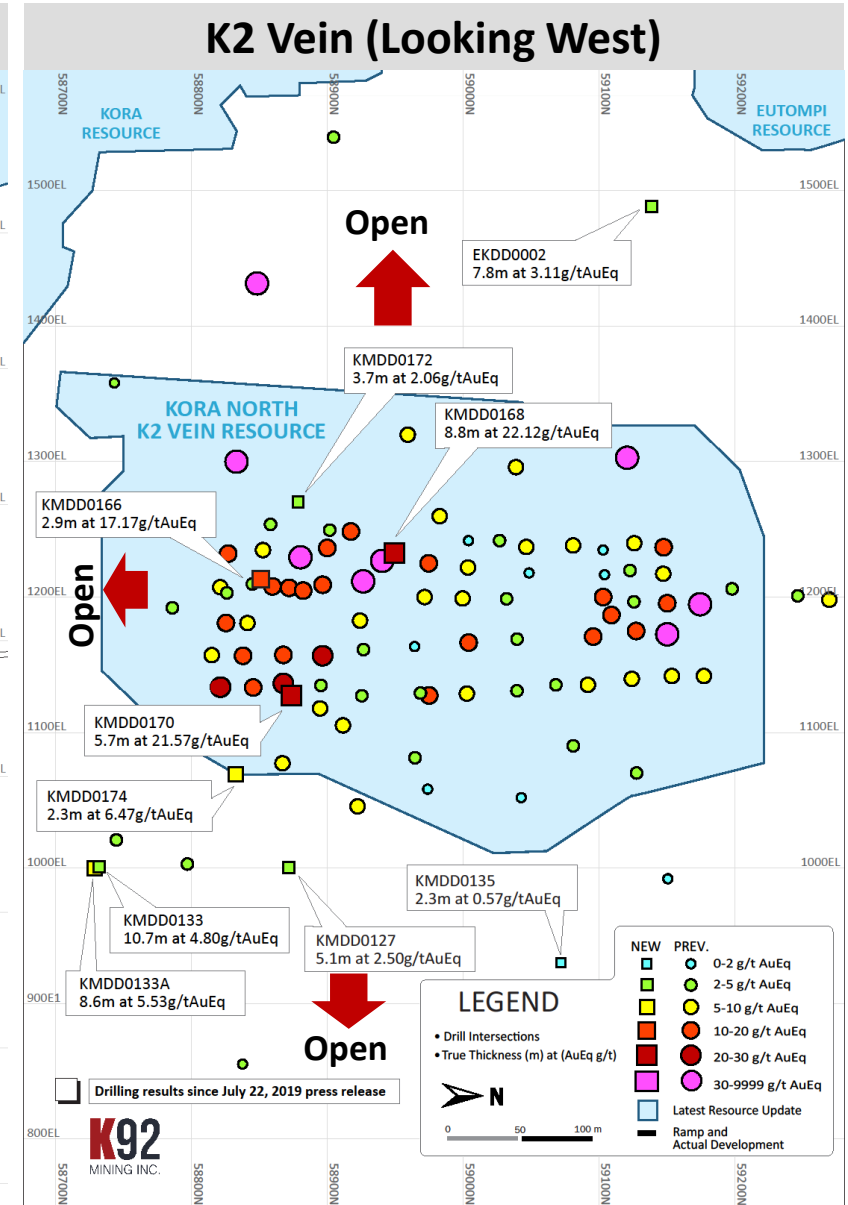 K2 Vein (Looking West)
58700N
58800N
58900N
59000N
59100N
59200N
KORA
RESOURCE
EUTOMPI
RESOURCE
L
1500EL
1500EL
L
Open
EKDD0002
7.8m at 3.11g/tAuEq
1400EL
1400EL
L
KMDD0172
3.7m at 2.06g/tAuEq
KORA NORTH
K2 VEIN RESOURCE
KMDD0168
8.8m at 22.12g/tAuEq
1300EL
1300EL
L
KMDD0166
2.9m at 17.17g/tAuEq
Open
1200EL
1200EL
L
KMDD0170
5.7m at 21.57g/tAuEq
1100EL
1100EL
L
KMDD0174
2.3m at 6.47g/tAuEq
1000EL
1000EL
KMDD0135
2.3m at 0.57g/tAuEq
KMDD0133
10.7m at 4.80g/tAuEq
KMDD0127
5.1m at 2.50g/tAuEq
KMDD0133A
8.6m at 5.53g/tAuEq
900E1
Open
LEGEND
• Drill Intersections
• True Thickness (m) at (AuEq g/t)
N
0 50 100 m
NEW PREV.
0-2 g/t AuEq
2-5 g/t AuEq
5-10 g/t AuEq
10-20 g/t AuEq
20-30 g/t AuEq
30-9999 g/t AuEq
Latest Resource Update
Ramp and
Actual Development
Drilling results since July 22, 2019 press release
K92
MINING INC.
800EL
58700N
58800N
58900N
59000N
59100N
59200N